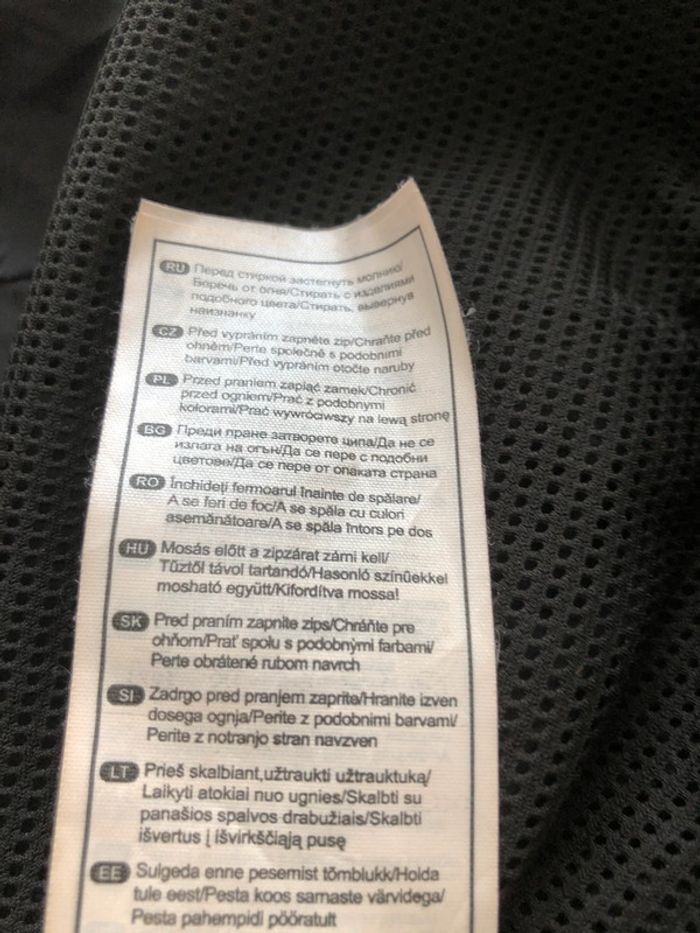 RU Перед стиркой застегнуть молнию/
Беречь от огня/Стирать с изделиями
подобного цвета/Стирать, вывернув
наизнанку
CZ Před vypráním zapněte zip/Chraňte před
ohněm/Perte společně s podobnimi
barvami/Před vypráním otočte naruby
PL Przed praniem zapiąć zamek/Chronić
przed ogniem/Prać z podobnymi
kolorami/Prać wywróciwszy na lewą stronę
BG Преди пране затворете ципа/Да не се
излага на огън/Да се пере с подобни
цветове/Да се пере от опаката страна
RO Închideţi fermoarul înainte de spălare/
A se feri de foc/A se spăla cu culori
asemănătoare/A se spăla întors pe dos
HU Mosás előtt a zipzárat zárni kell/
Tűztől távol tartandó/Hasonló színűekkel
mosható együtt/Kifordítva mossa!
SK Pred praním zapnite zips/Chráňte pre
ohňom/Prať spolu s podobnými farbami/
Perte obrátené rubom navrch
SI Zadrgo pred pranjem zaprite/Hranite izven
dosega ognja/Perite z podobnimi barvami/
Perite z notranjo stran navzven
LT Prieš skalbiant,užtraukti užtrauktuką/
Laikyti atokiai nuo ugnies/Skalbti su
panašios spalvos drabužiais/Skalbti
išvertus į išvirkščiąją pusę
EE Sulgeda enne pesemist tõmblukk/Hoida
tule eest/Pesta koos sarnaste värvidega/
Pesta pahempidi pööratult